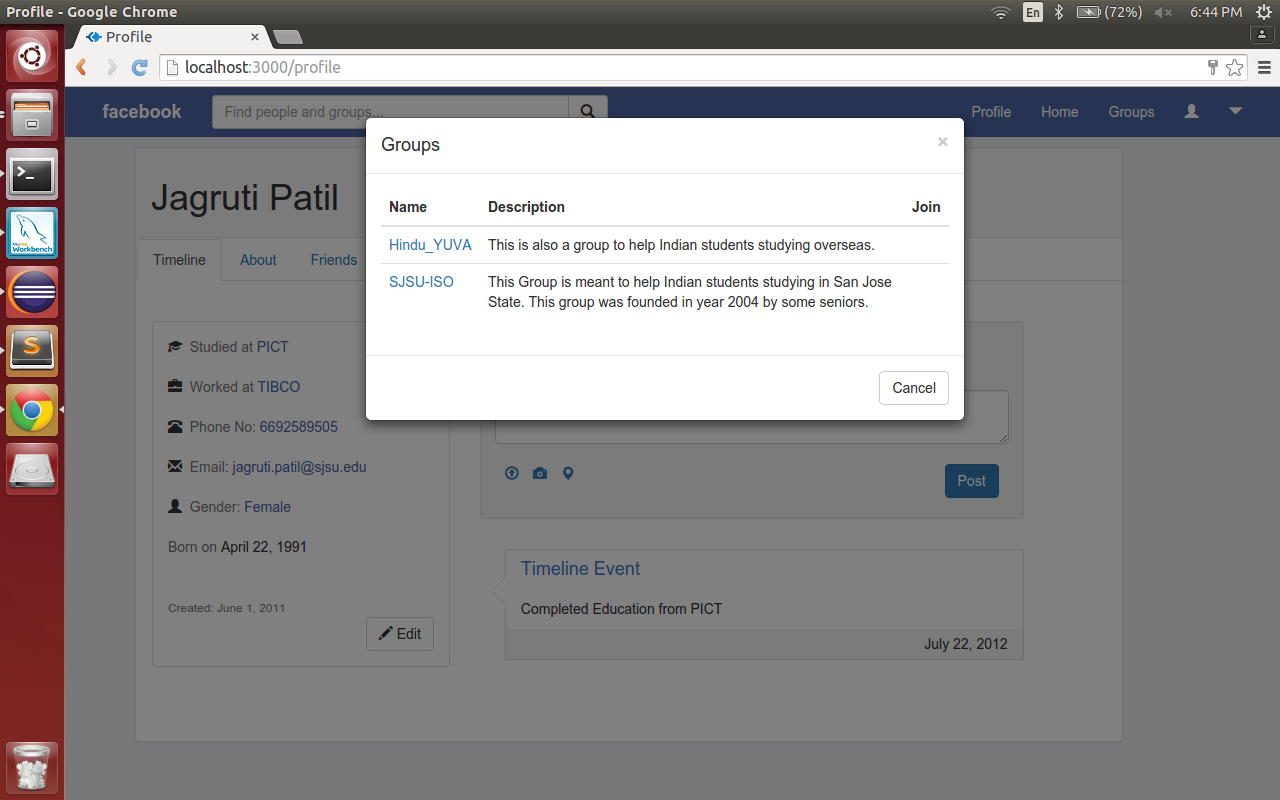 Profile - Google Chrome
En
(72%)
6:44 PM
Profile
localhost:3000/profile
facebook
Find people and groups...
Profile
Home
Groups
Groups
×
Name Description Join
Hindu_YUVA This is also a group to help Indian students studying overseas.
SJSU-ISO This Group is meant to help Indian students studying in San Jose
State. This group was founded in year 2004 by some seniors.
Cancel
Jagruti Patil
Timeline
About
Friends
Studied at PICT
Worked at TIBCO
Phone No: 6692589505
Email: jagruti.patil@sjsu.edu
Gender: Female
Born on April 22, 1991
Created: June 1, 2011
Edit
Post
Timeline Event
Completed Education from PICT
July 22, 2012
Workbench
S